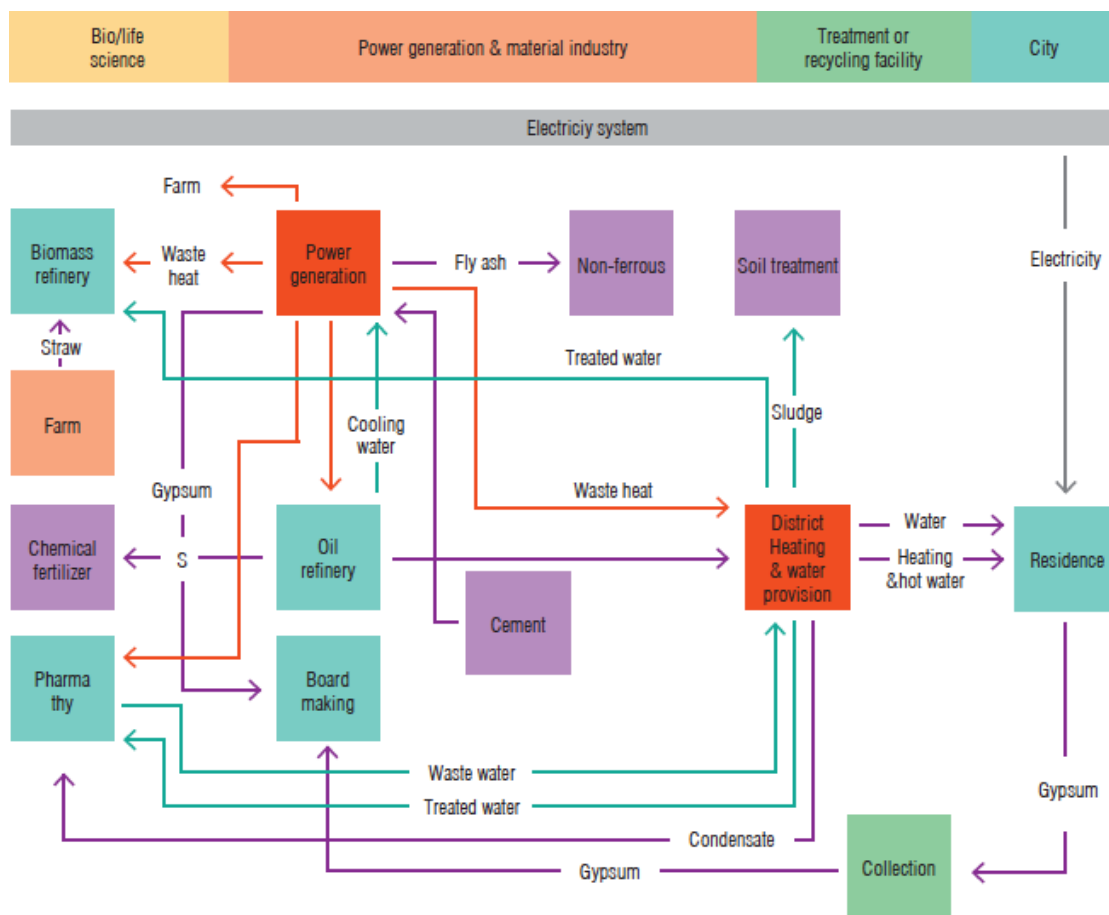 Bio/life
science
Power generation & material industry
Treatment or
recycling facility
City
Electriciy system
Farm
Biomass
refinery
Waste
heat
Power
generation
Fly ash
Non-ferrous
Soil treatment
Electricity
Straw
Treated water
Farm
Cooling
water
Sludge
Gypsum
Waste heat
Chemical
fertilizer
S
Oil
refinery
District
Heating
& water
provision
Water
Heating
&hot water
Residence
Cement
Pharma
thy
Board
making
Waste water
Treated water
Gypsum
Condensate
Gypsum
Collection